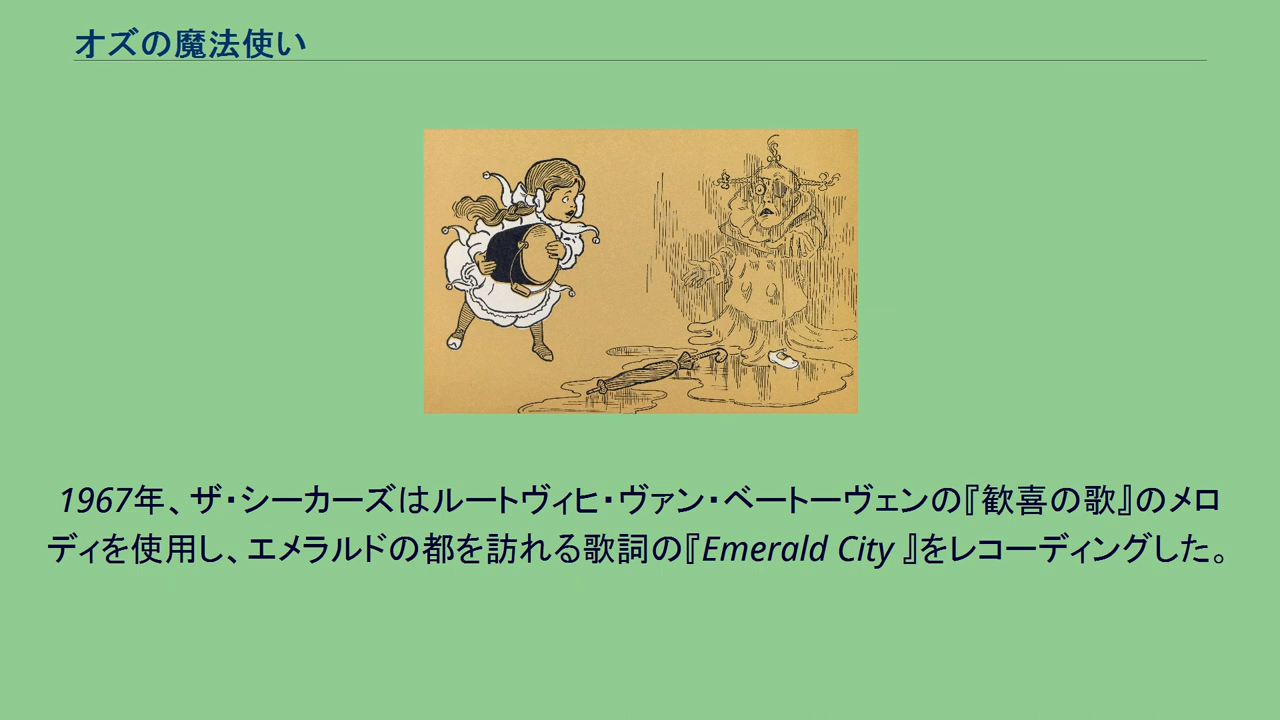 オズの魔法使い
1967年、ザ・シーカーズはルートヴィヒ・ヴァン・ベートーヴェンの『歓喜の歌』のメロ
ディを使用し、エメラルドの都を訪れる歌詞の『Emerald City 』をレコーディングした。